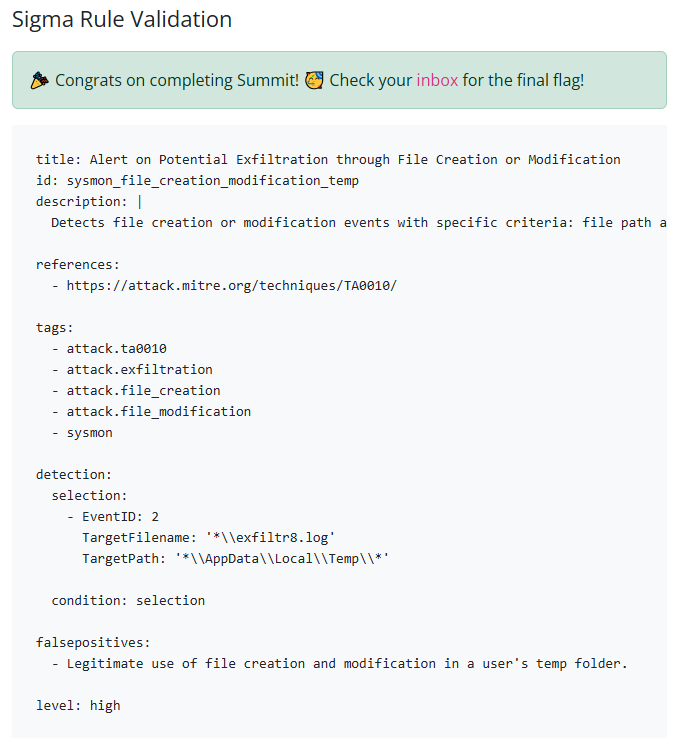 Sigma Rule Validation
🎉 Congrats on completing Summit! 🥳 Check your inbox for the final flag!
title: Alert on Potential Exfiltration through File Creation or Modification
id: sysmon_file_creation_modification_temp
description: |
  Detects file creation or modification events with specific criteria: file path a
references:
  - https://attack.mitre.org/techniques/TA0010/
tags:
  - attack.ta0010
  - attack.exfiltration
  - attack.file_creation
  - attack.file_modification
  - sysmon
detection:
  selection:
    - EventID: 2
      TargetFilename: '*\\exfiltr8.log'
      TargetPath: '*\\AppData\\Local\\Temp\\*'
  condition: selection
falsepositives:
  - Legitimate use of file creation and modification in a user's temp folder.
level: high